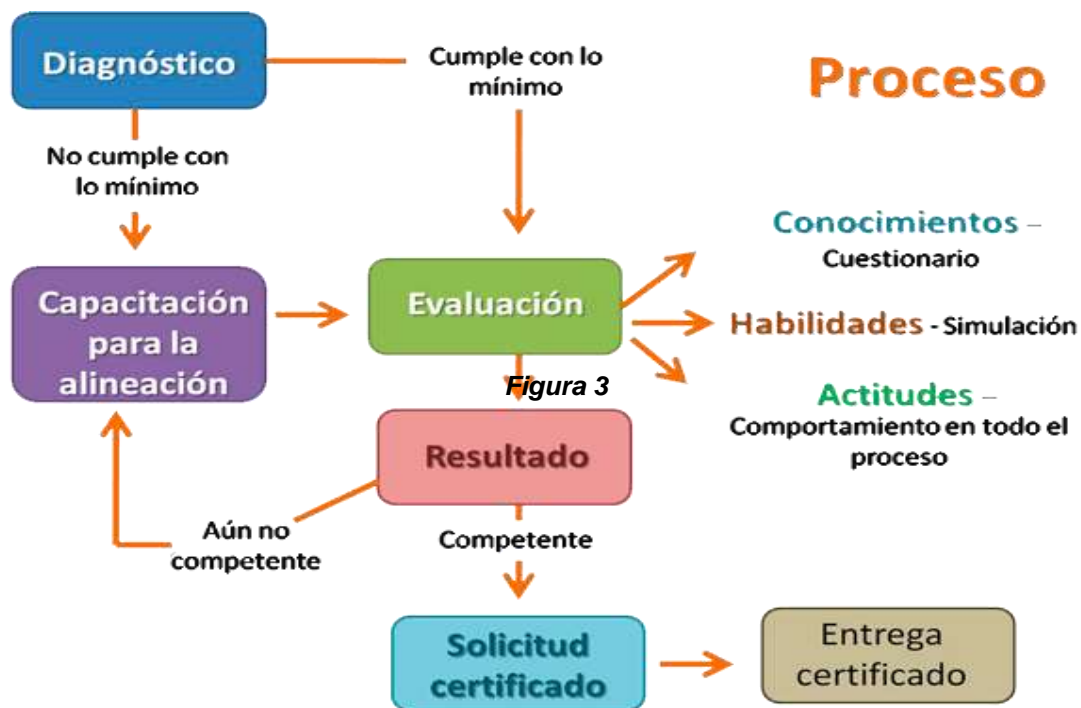 Diagnóstico
Cumple con lo
mínimo
Proceso
No cumple con
lo mínimo
Conocimientos –
Cuestionario
Capacitación
para la
alineación
Evaluación
Habilidades - Simulación
Figura 3
Actitudes –
Comportamiento en todo el
proceso
Resultado
Aún no
competente
Competente
Solicitud
certificado
Entrega
certificado